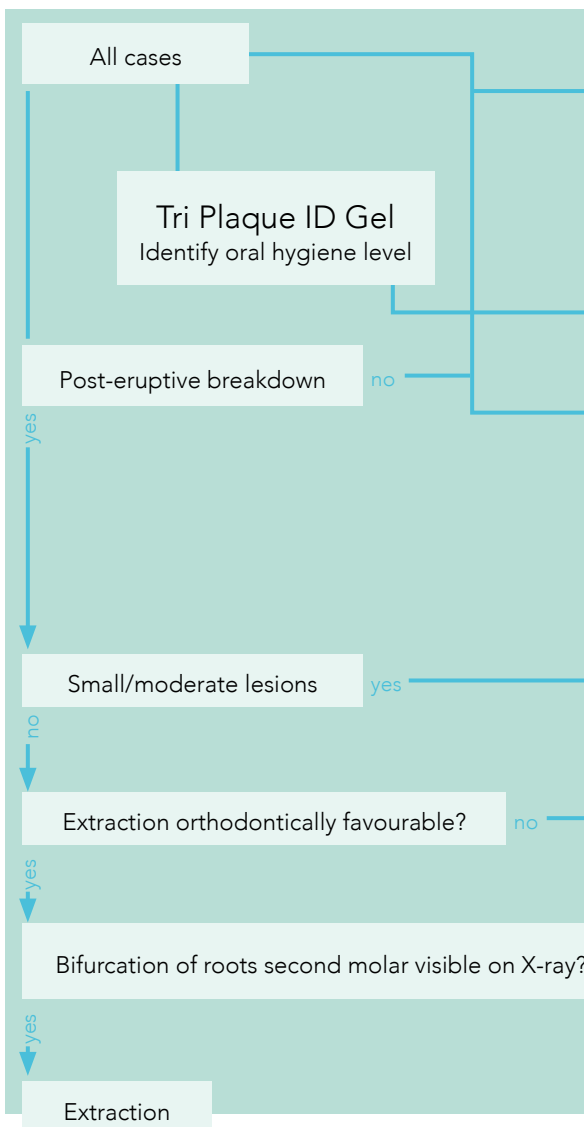 All cases
Tri Plaque ID Gel
Identify oral hygiene level
Post-eruptive breakdown
no
yes
Small/moderate lesions
yes
no
Extraction orthodontically favourable?
no
yes
Bifurcation of roots second molar visible on X-ray?
yes
Extraction